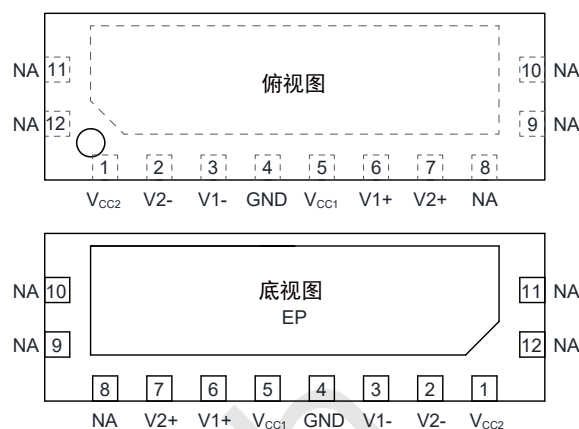 NA 11 俯视图 10 NA
NA 12 9 NA
1 2 3 4 5 6 7 8
VCC2 V2- V1- GND VCC1 V1+ V2+ NA
NA 10 底视图 11 NA
EP
NA 9 12 NA
8 7 6 5 4 3 2 1
NA V2+ V1+ VCC1 GND V1- V2- VCC2